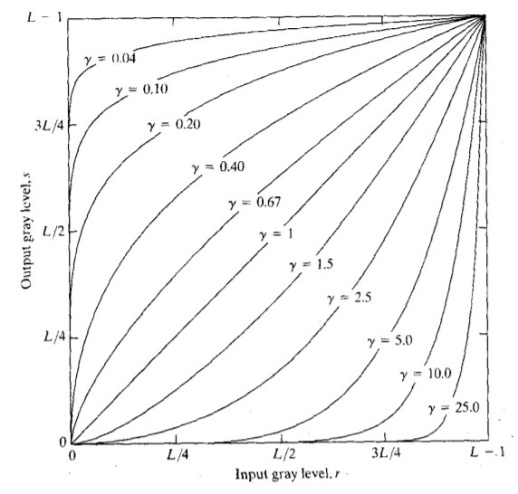 L − 1
γ = 0.04
γ = 0.10
3L/4
γ = 0.20
γ = 0.40
γ = 0.67
L/2
γ = 1
γ = 1.5
γ = 2.5
L/4
γ = 5.0
γ = 10.0
γ = 25.0
0
0
L/4
L/2
3L/4
L − 1
Output gray level, s
Input gray level, r